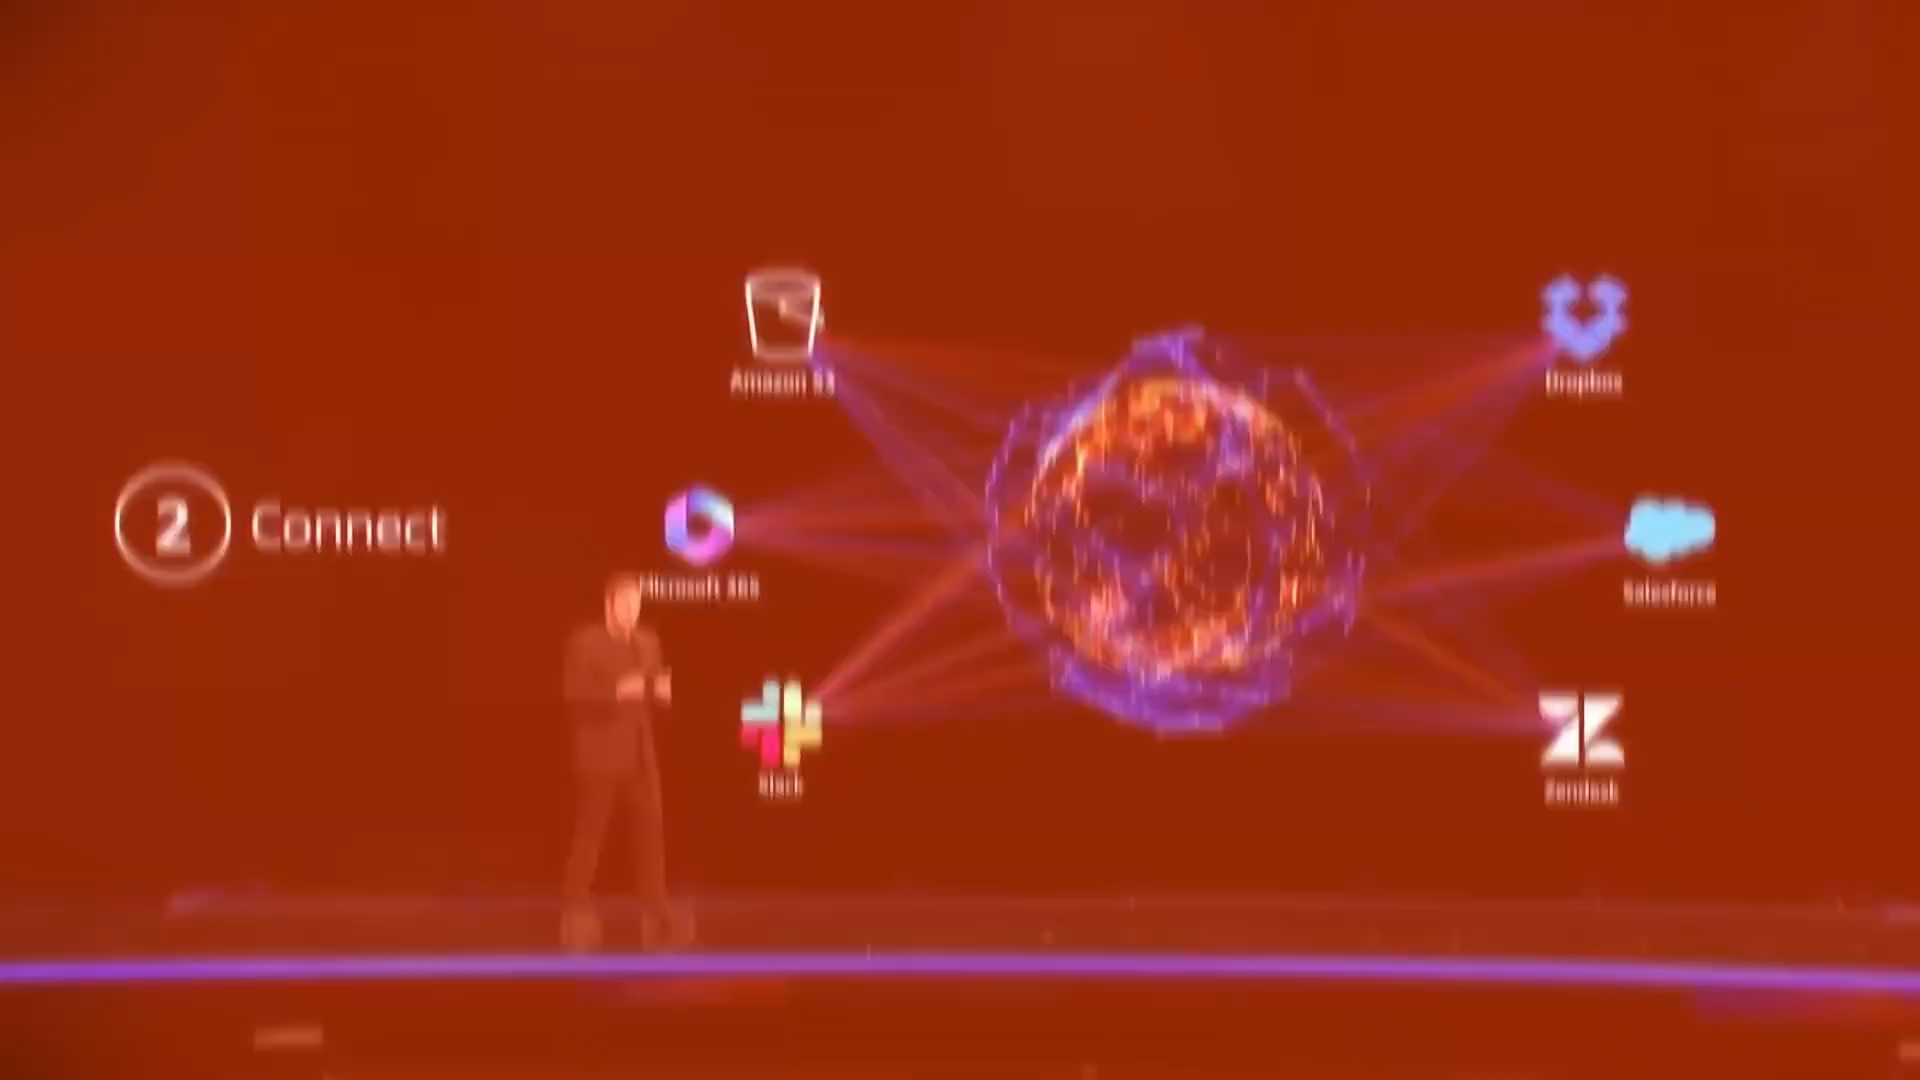 2 Connect
Amazon S3
Dropbox
Microsoft 365
Salesforce
Slack
Zendesk